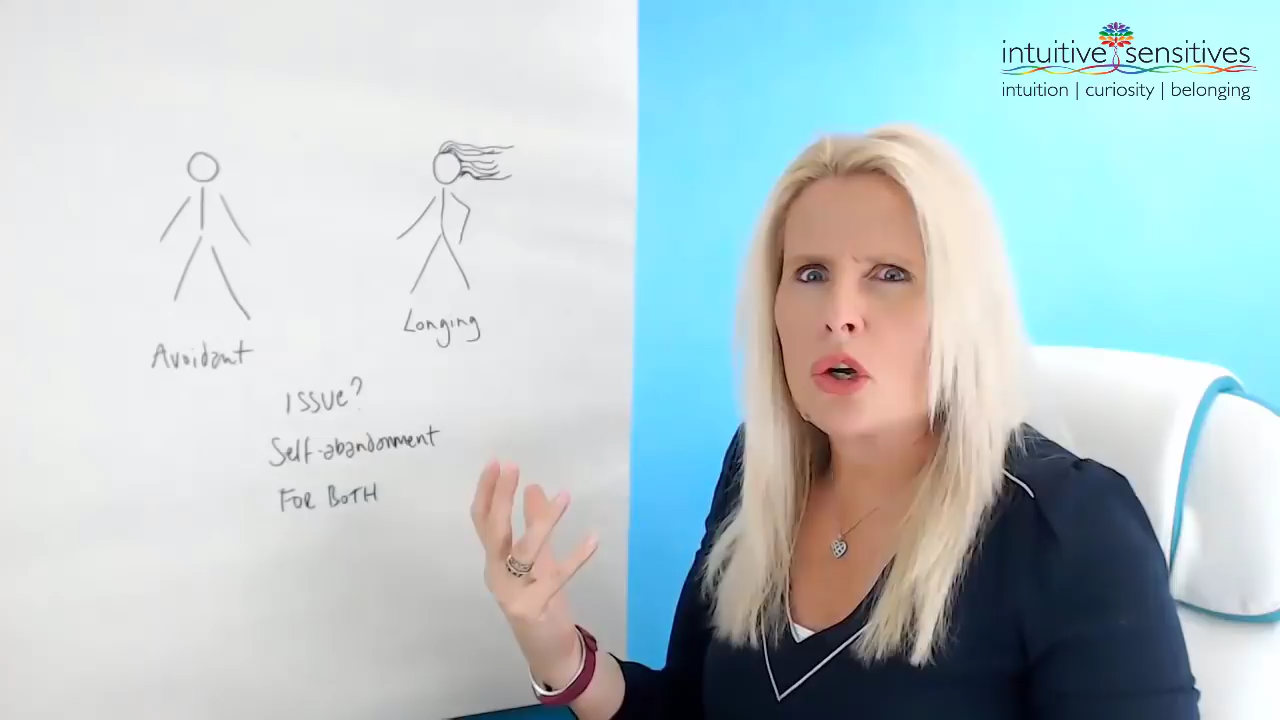 intuitive sensitives
intuition | curiosity | belonging
Avoidant
Longing
ISSUE?
Self-abandonment
FOR BOTH